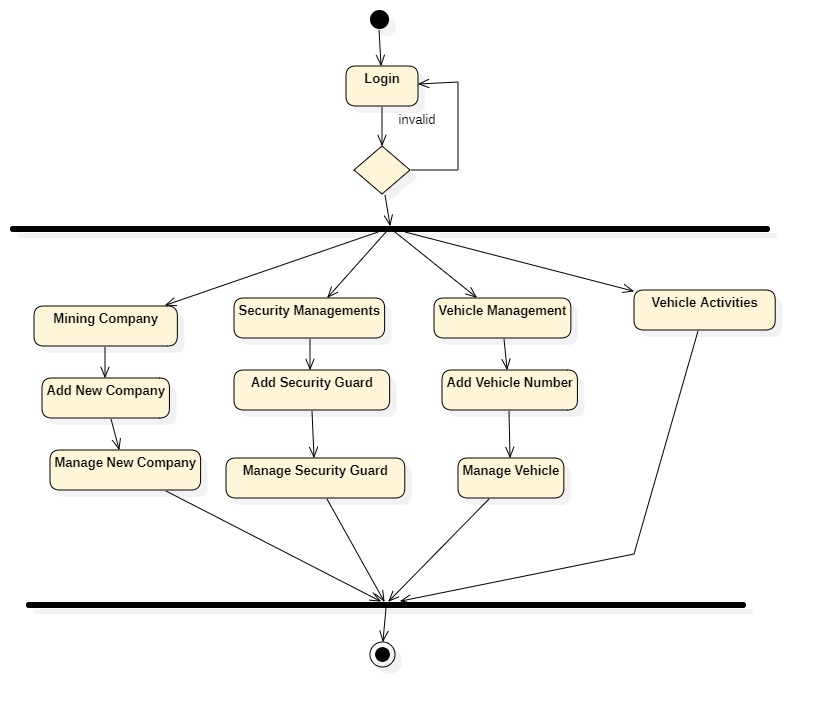 Login
invalid
Mining Company
Security Managements
Vehicle Management
Vehicle Activities
Add New Company
Add Security Guard
Add Vehicle Number
Manage New Company
Manage Security Guard
Manage Vehicle